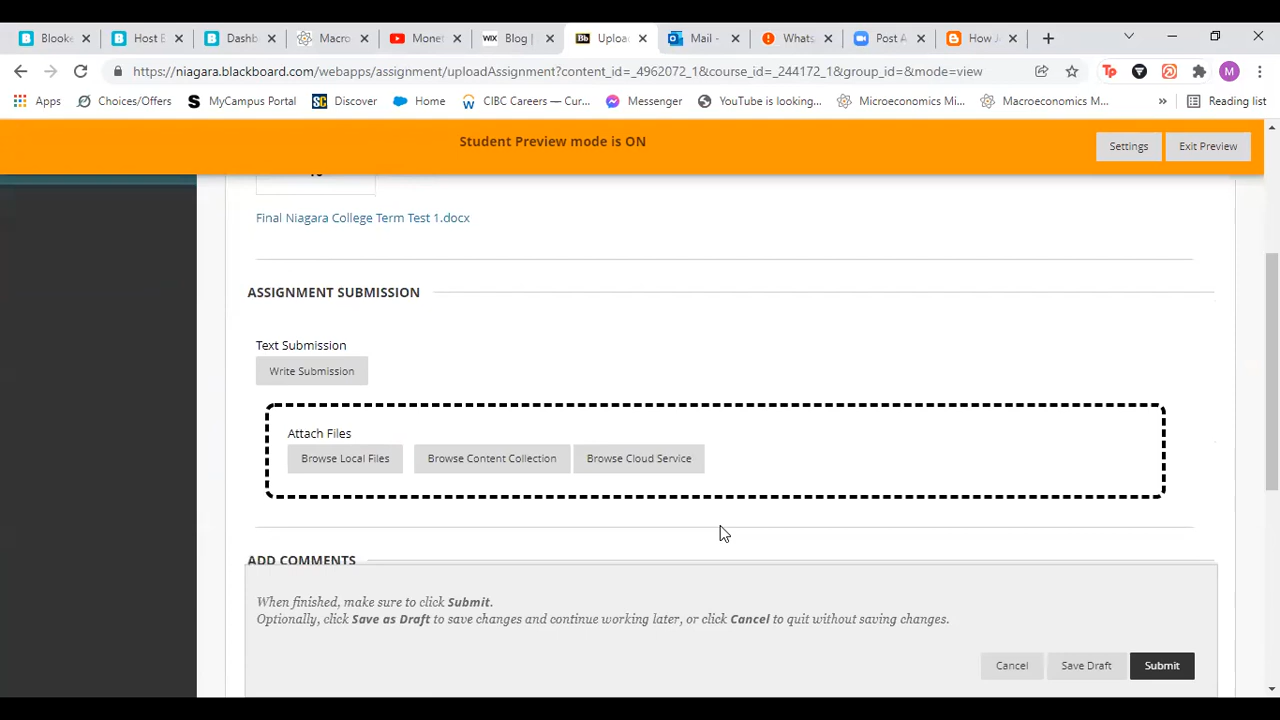 Blooke
Host E
Dashb
Macro
Monet
WIX Blog |
Bb Uploa
Mail -
Whats
Post A
How J
https://niagara.blackboard.com/webapps/assignment/uploadAssignment?content_id=_4962072_1&course_id=_244172_1&group_id=&mode=view
Tp
M
Apps
Choices/Offers
MyCampus Portal
Discover
Home
CIBC Careers — Cur...
Messenger
YouTube is looking...
Microeconomics Mi...
Macroeconomics M...
»
Reading list
Student Preview mode is ON
Settings
Exit Preview
Final Niagara College Term Test 1.docx
ASSIGNMENT SUBMISSION
Text Submission
Write Submission
Attach Files
Browse Local Files
Browse Content Collection
Browse Cloud Service
ADD COMMENTS
When finished, make sure to click Submit.
Optionally, click Save as Draft to save changes and continue working later, or click Cancel to quit without saving changes.
Cancel
Save Draft
Submit